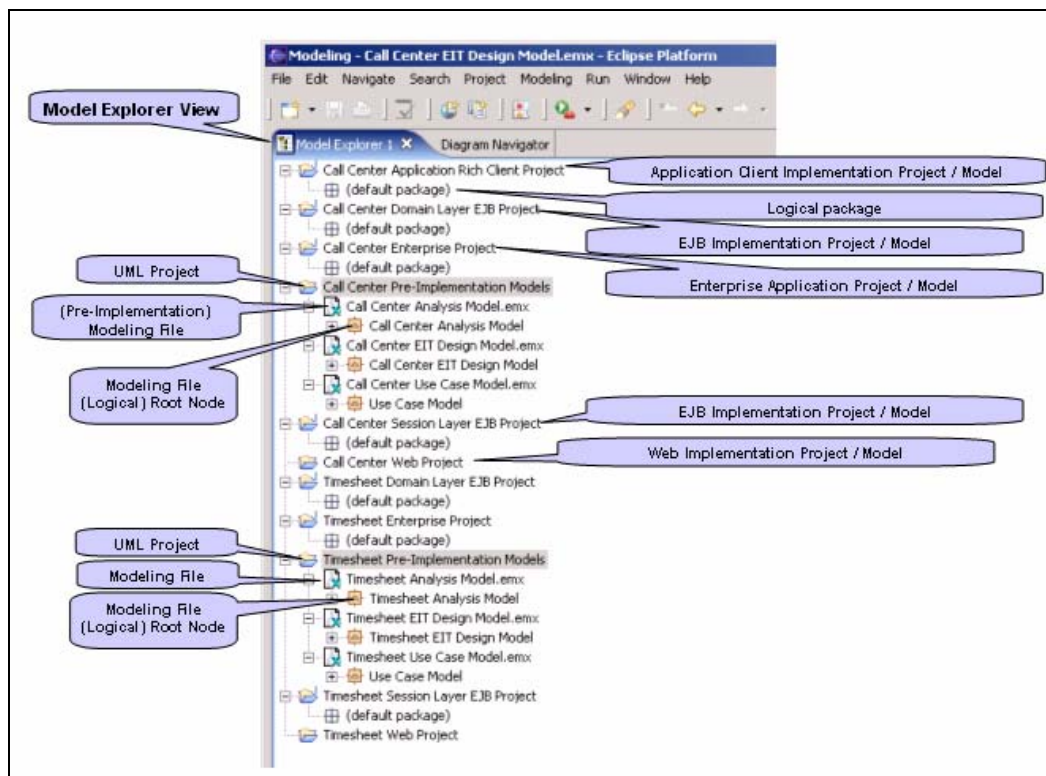 Modeling - Call Center EIT Design Model.emx - Eclipse Platform
File Edit Navigate Search Project Modeling Run Window Help
Model Explorer View
Model Explorer 1 Diagram Navigator
Call Center Application Rich Client Project
Application Client Implementation Project / Model
(default package)
Logical package
Call Center Domain Layer EJB Project
(default package)
EJB Implementation Project / Model
Call Center Enterprise Project
(default package)
Enterprise Application Project / Model
UML Project
Call Center Pre-Implementation Models
(Pre-Implementation)
Modeling File
Call Center Analysis Model.emx
Call Center Analysis Model
Call Center EIT Design Model.emx
Call Center EIT Design Model
Modeling File
(Logical) Root Node
Call Center Use Case Model.emx
Use Case Model
Call Center Session Layer EJB Project
EJB Implementation Project / Model
(default package)
Call Center Web Project
Web Implementation Project / Model
Timesheet Domain Layer EJB Project
(default package)
Timesheet Enterprise Project
(default package)
UML Project
Timesheet Pre-Implementation Models
Modeling File
Timesheet Analysis Model.emx
Timesheet Analysis Model
Modeling File
(Logical) Root Node
Timesheet EIT Design Model.emx
Timesheet EIT Design Model
Timesheet Use Case Model.emx
Use Case Model
Timesheet Session Layer EJB Project
(default package)
Timesheet Web Project